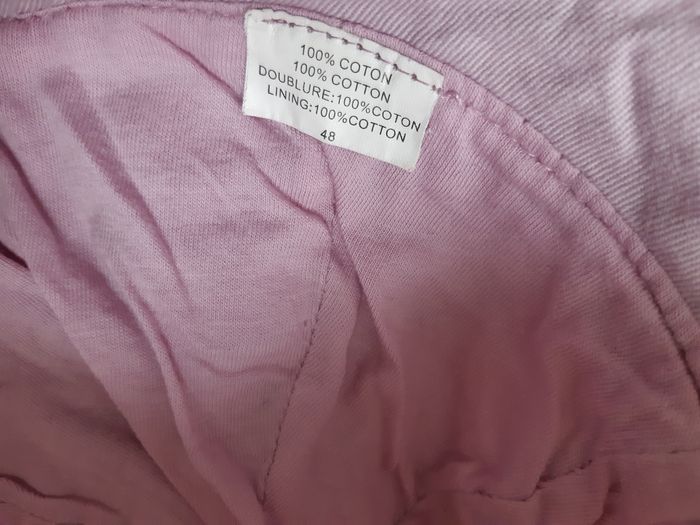 100% COTON
100% COTTON
DOUBLURE:100%COTON
LINING:100%COTTON
48